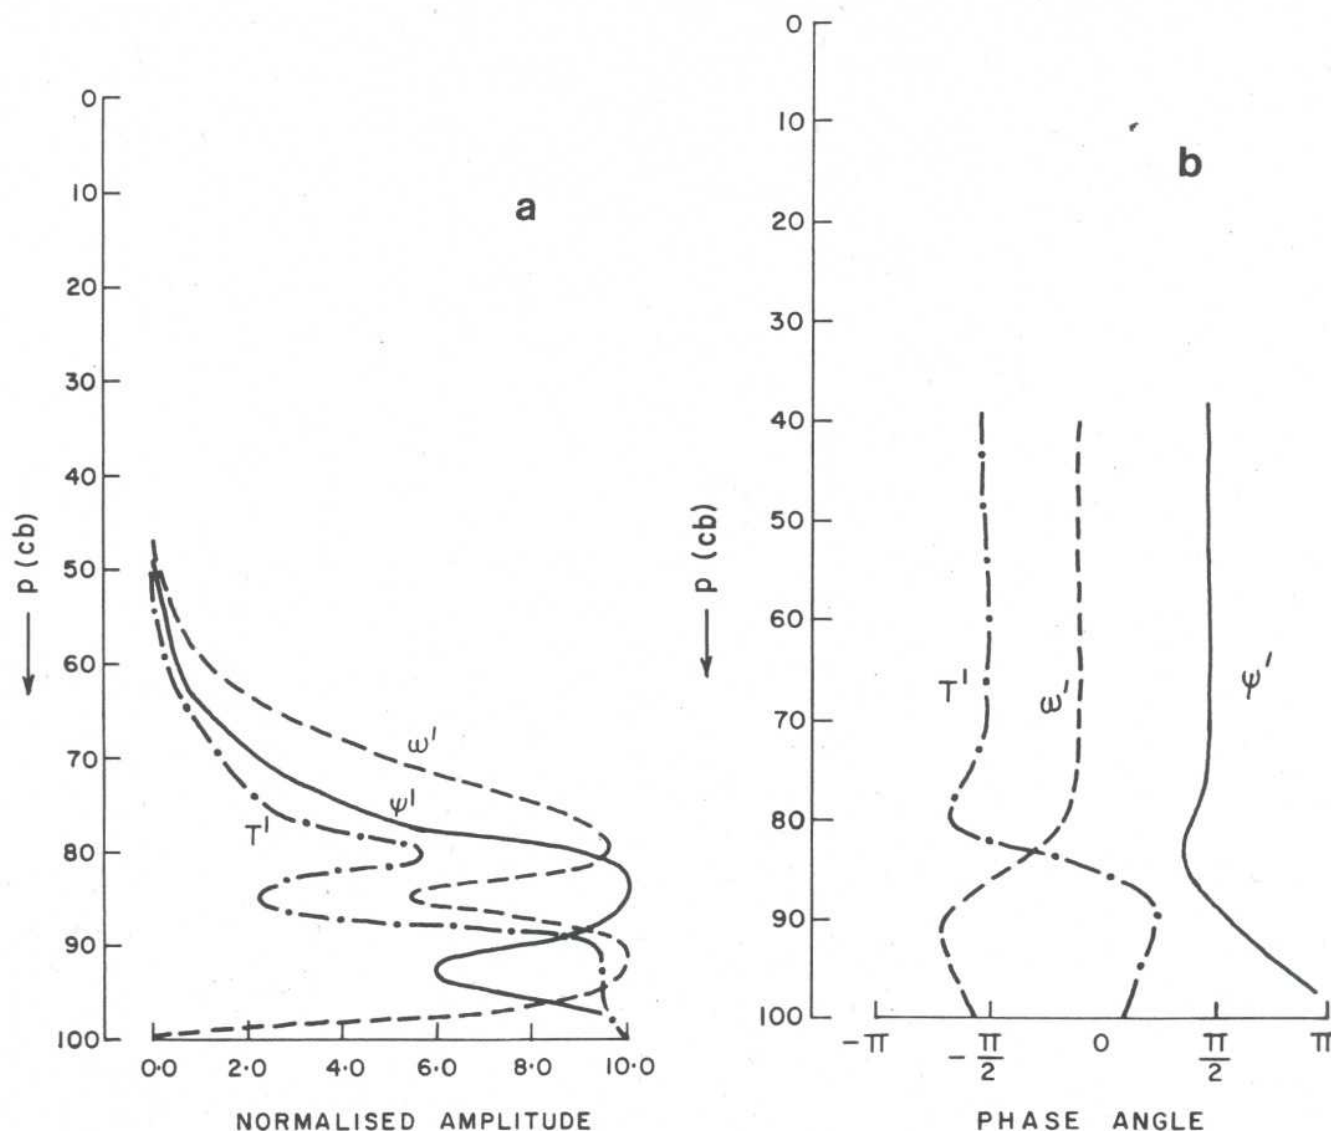 a
0
10
20
30
40
50
60
70
80
90
100
p (cb)
ω'
ψ'
T'
0·0 2·0 4·0 6·0 8·0 10·0
NORMALISED AMPLITUDE
b
0
10
20
30
40
50
60
70
80
90
100
p (cb)
T'
ω'
ψ'
-π -π/2 0 π/2 π
PHASE ANGLE